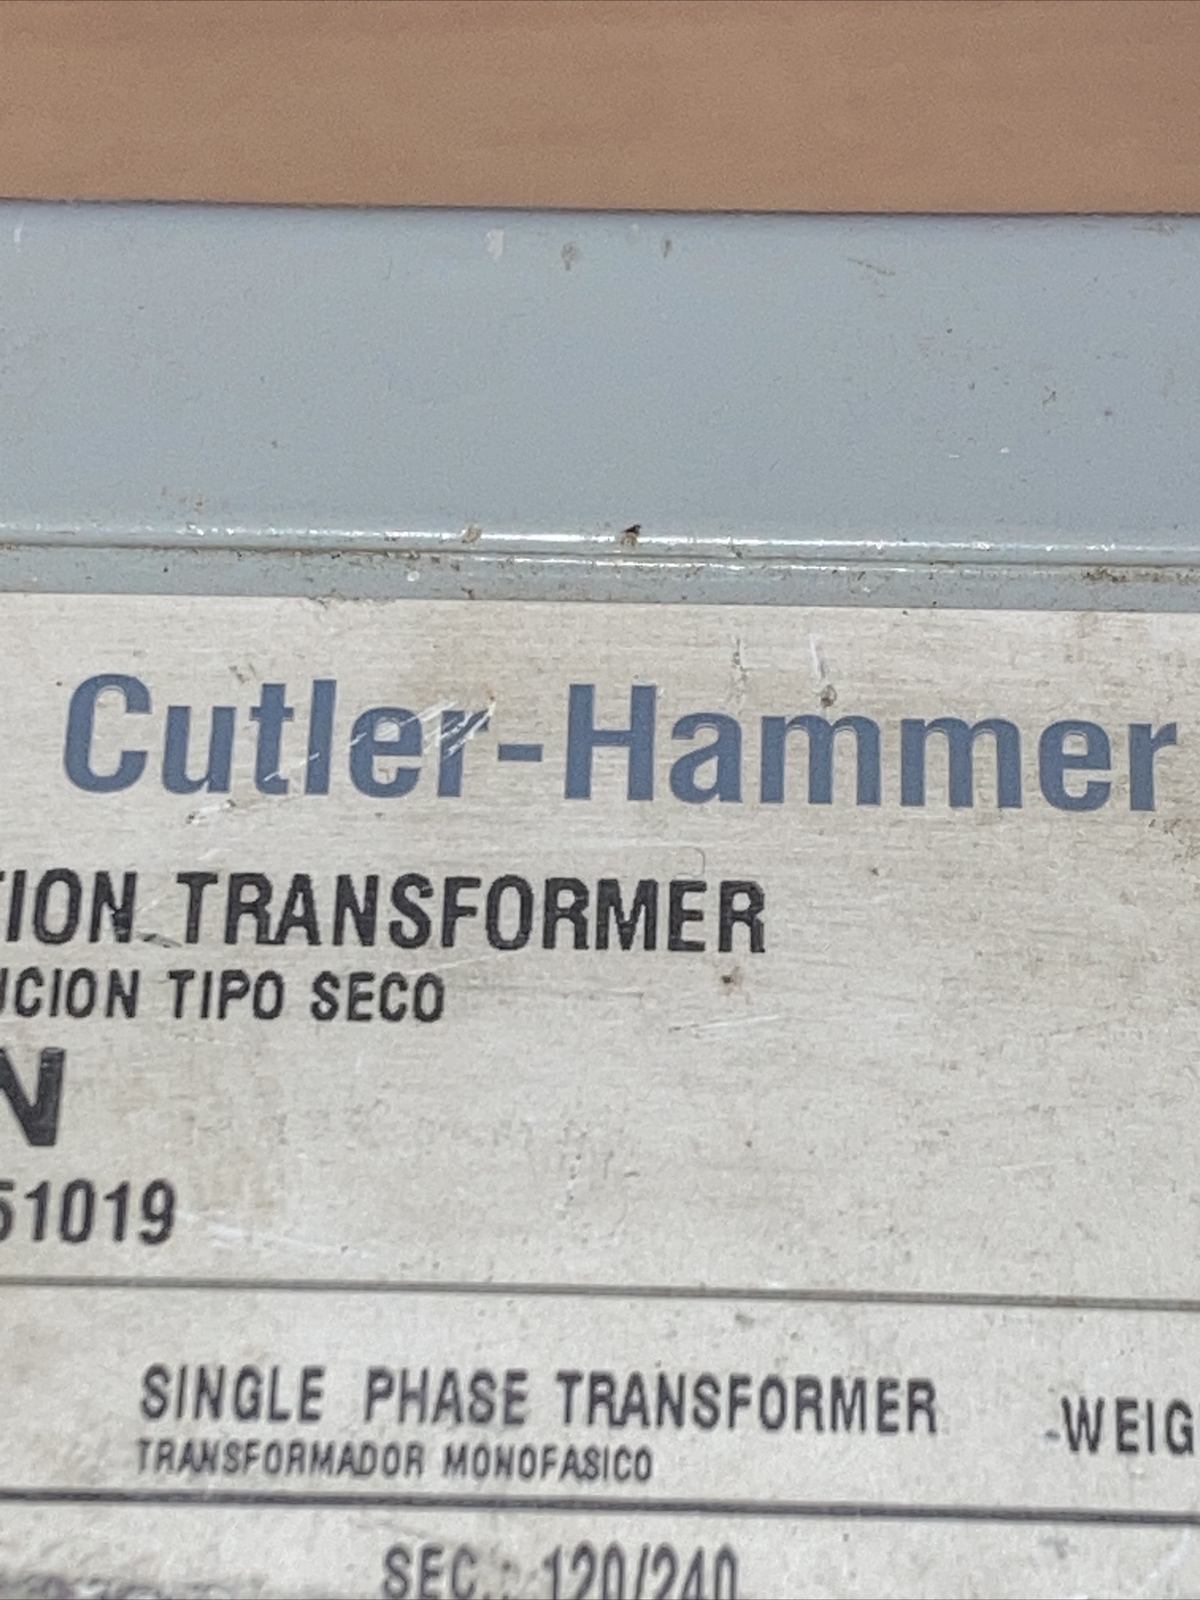 Cutler-Hammer
TION TRANSFORMER
UCION TIPO SECO
N
51019
SINGLE PHASE TRANSFORMER
-WEIG
TRANSFORMADOR MONOFASICO
SEC.: 120/240